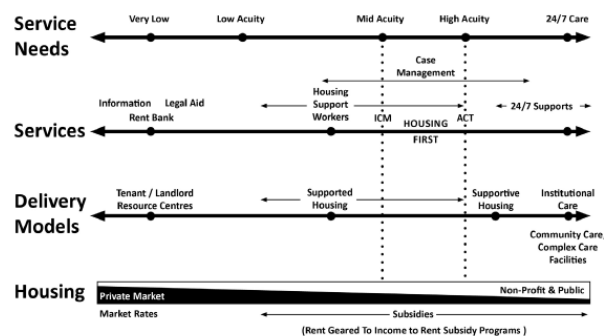 Service Needs
Very Low
Low Acuity
Mid Acuity
High Acuity
24/7 Care
Case
Management
Services
Information
Legal Aid
Rent Bank
Housing
Support
Workers
ICM
HOUSING
FIRST
ACT
24/7 Supports
Delivery
Models
Tenant / Landlord
Resource Centres
Supported
Housing
Supportive
Housing
Institutional
Care
Community Care,
Complex Care
Facilities
Housing
Private Market
Non-Profit & Public
Market Rates
Subsidies
(Rent Geared To Income to Rent Subsidy Programs )